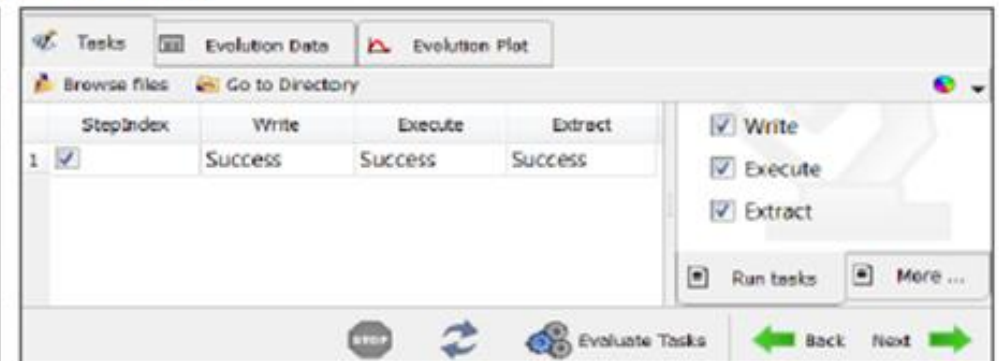 Tasks Evolution Data Evolution Plot
Browse files Go to Directory
StepIndex Write Execute Extract
1 Success Success Success
Write
Execute
Extract
Run tasks More ...
STOP Evaluate Tasks Back Next